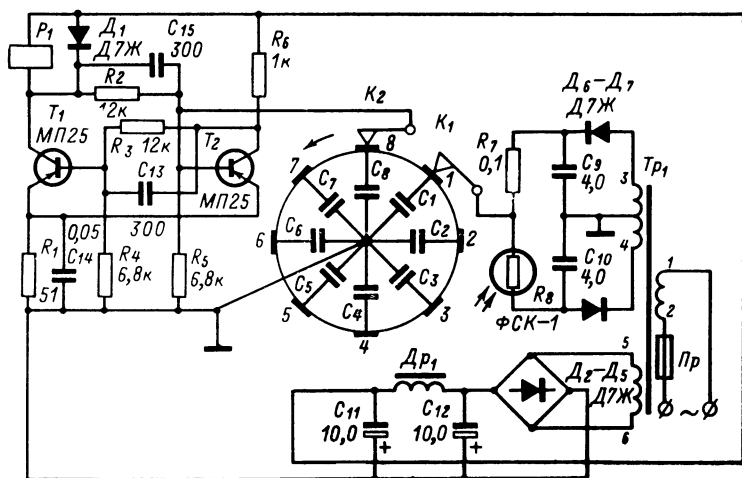 P₁
Д₁
Д7Ж
C₁₅
300
R₆
1к
R₂
12к
T₁
МП25
R₃
12к
T₂
МП25
C₁₃
300
R₁
51
0,05
C₁₄
R₄
6,8к
R₅
6,8к
K₂
K₁
8
7
1
6
2
5
3
4
C₈
C₇
C₁
C₆
C₂
C₅
C₃
C₄
R₇
0,1
Д₆–Д₇
Д7Ж
C₉
4,0
Тр₁
3
4
C₁₀
4,0
R₈
ФСК-1
1
2
Пр
~
5
6
Др₁
Д₂–Д₅
Д7Ж
C₁₁
10,0
+
C₁₂
10,0
+